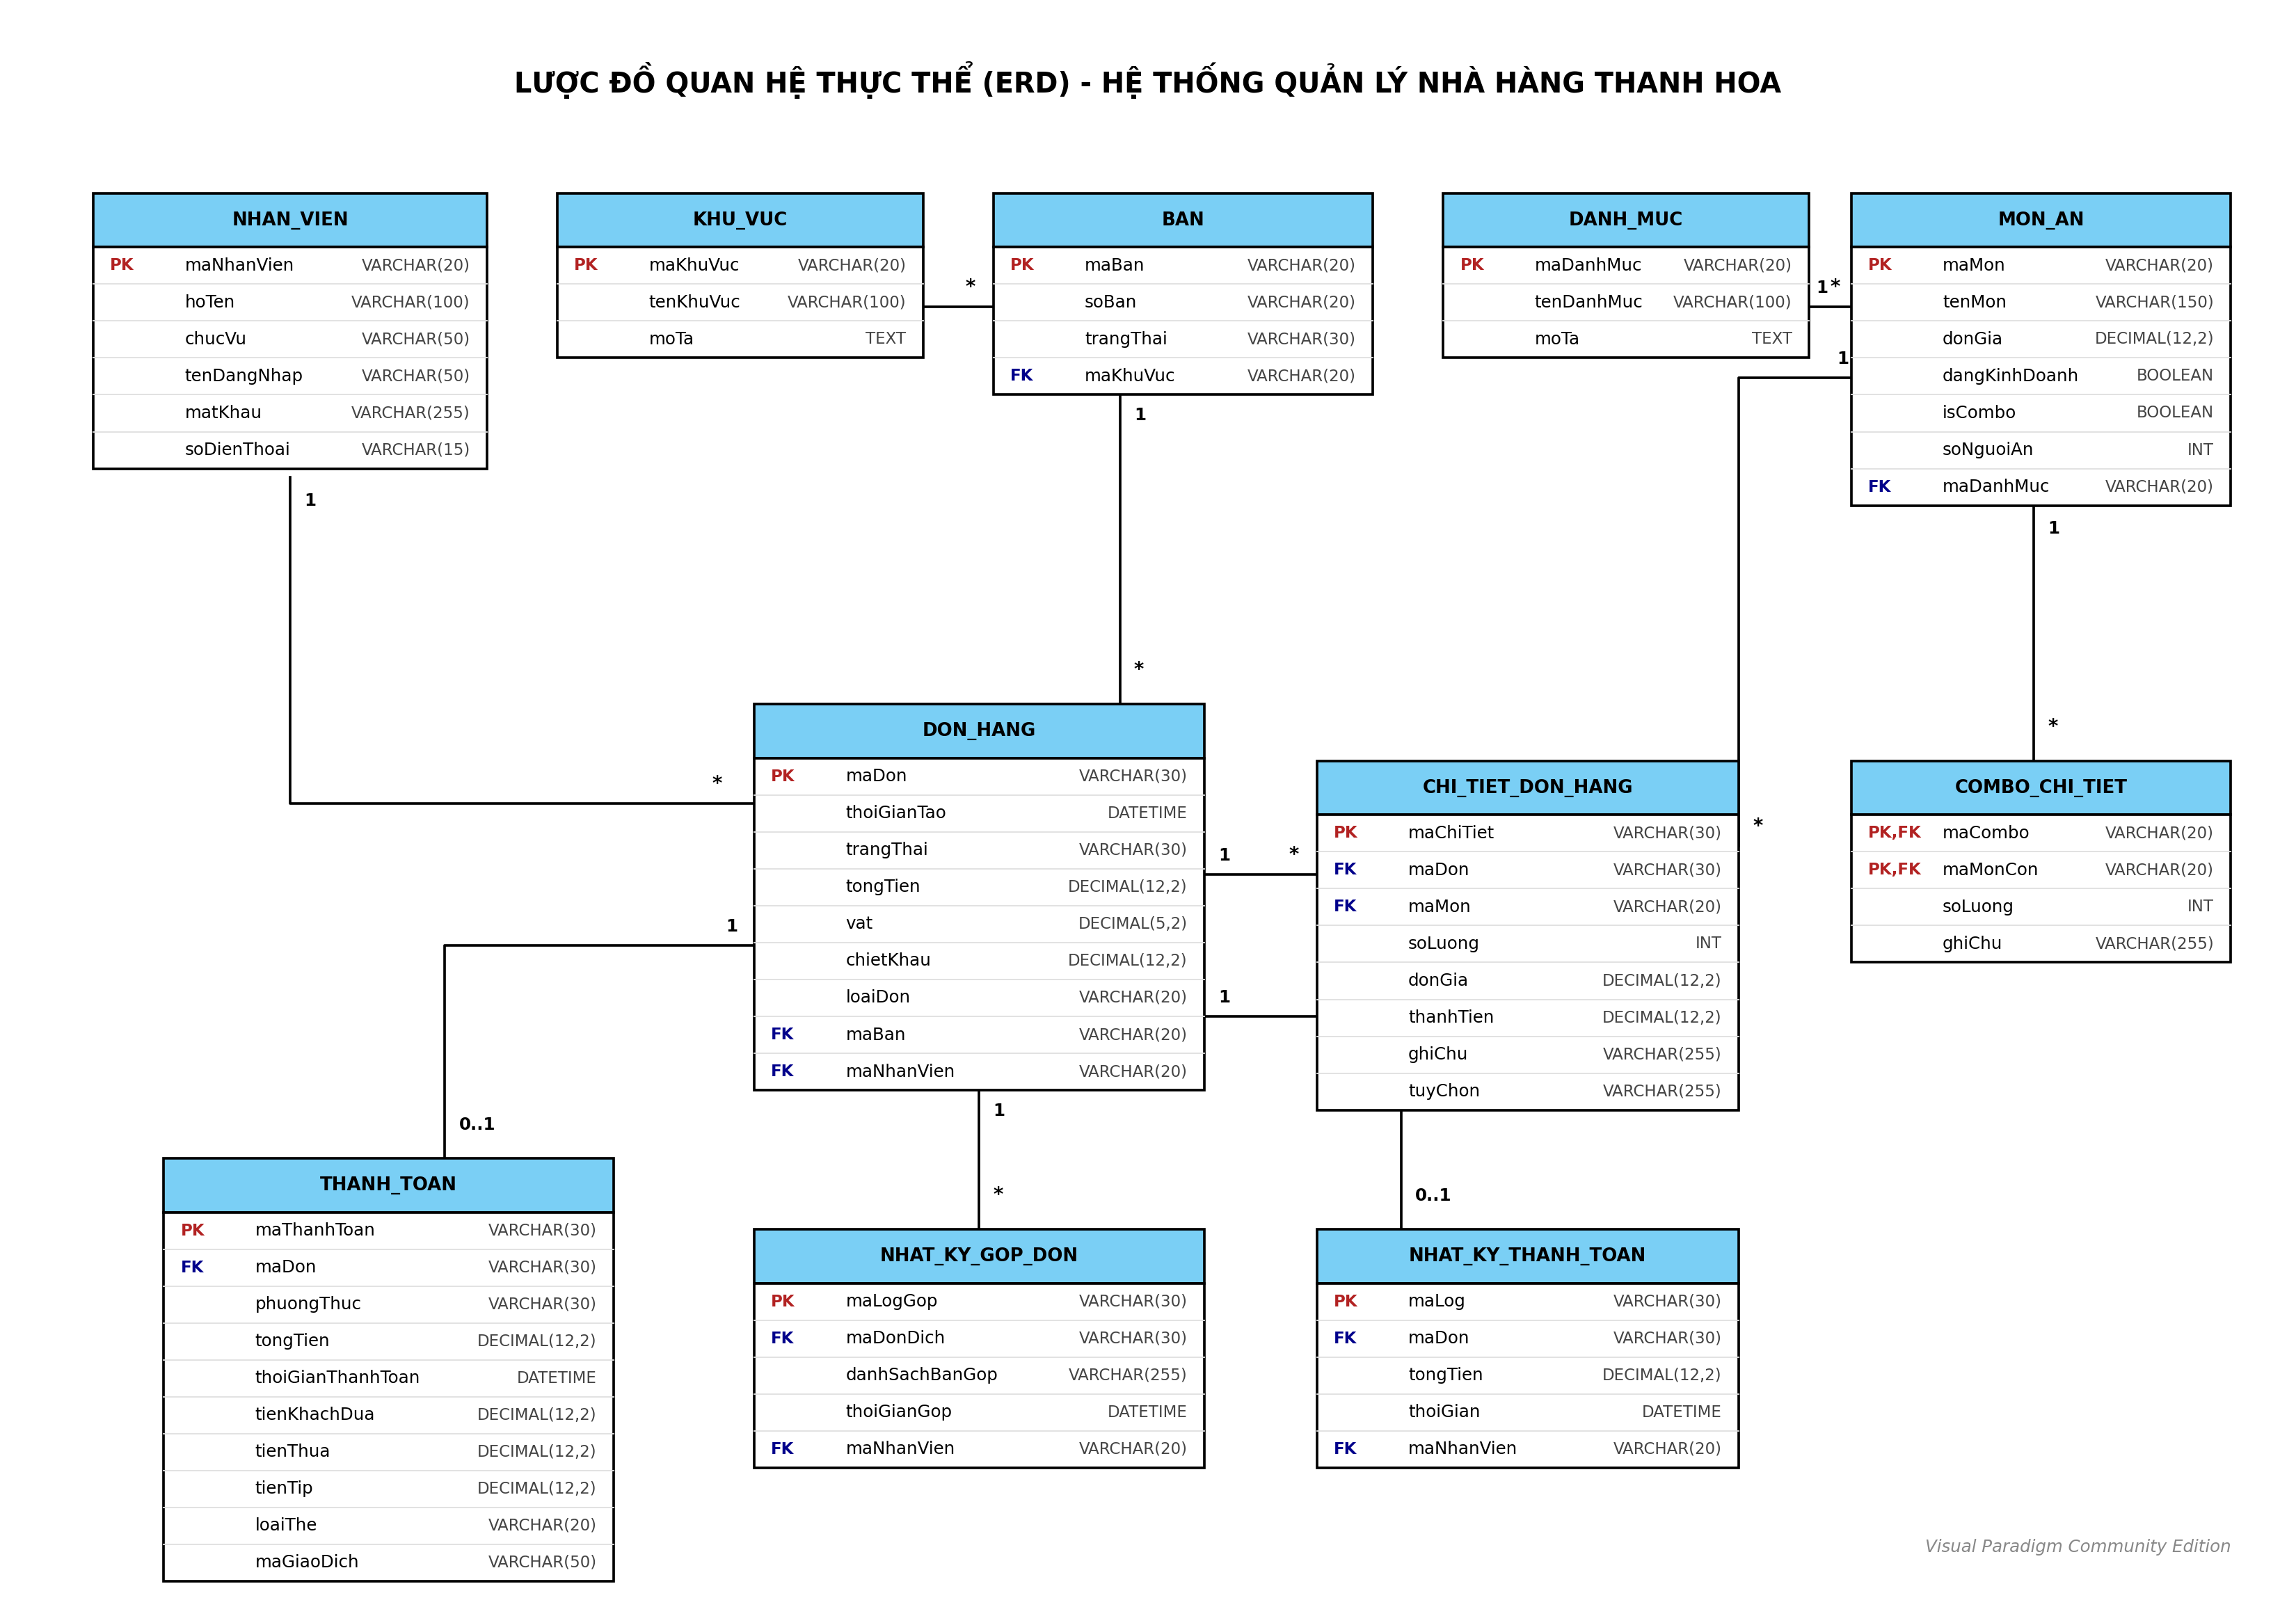 LƯỢC ĐỒ QUAN HỆ THỰC THỂ (ERD) - HỆ THỐNG QUẢN LÝ NHÀ HÀNG THANH HOA
NHAN_VIEN
PK maNhanVien VARCHAR(20)
hoTen VARCHAR(100)
chucVu VARCHAR(50)
tenDangNhap VARCHAR(50)
matKhau VARCHAR(255)
soDienThoai VARCHAR(15)
1
*
KHU_VUC
PK maKhuVuc VARCHAR(20)
tenKhuVuc VARCHAR(100)
moTa TEXT
*
BAN
PK maBan VARCHAR(20)
soBan VARCHAR(20)
trangThai VARCHAR(30)
FK maKhuVuc VARCHAR(20)
1
*
DANH_MUC
PK maDanhMuc VARCHAR(20)
tenDanhMuc VARCHAR(100)
moTa TEXT
1 *
1
MON_AN
PK maMon VARCHAR(20)
tenMon VARCHAR(150)
donGia DECIMAL(12,2)
dangKinhDoanh BOOLEAN
isCombo BOOLEAN
soNguoiAn INT
FK maDanhMuc VARCHAR(20)
1
*
DON_HANG
PK maDon VARCHAR(30)
thoiGianTao DATETIME
trangThai VARCHAR(30)
tongTien DECIMAL(12,2)
vat DECIMAL(5,2)
chietKhau DECIMAL(12,2)
loaiDon VARCHAR(20)
FK maBan VARCHAR(20)
FK maNhanVien VARCHAR(20)
1 *
1
1
*
CHI_TIET_DON_HANG
PK maChiTiet VARCHAR(30)
FK maDon VARCHAR(30)
FK maMon VARCHAR(20)
soLuong INT
donGia DECIMAL(12,2)
thanhTien DECIMAL(12,2)
ghiChu VARCHAR(255)
tuyChon VARCHAR(255)
*
0..1
COMBO_CHI_TIET
PK,FK maCombo VARCHAR(20)
PK,FK maMonCon VARCHAR(20)
soLuong INT
ghiChu VARCHAR(255)
1
0..1
THANH_TOAN
PK maThanhToan VARCHAR(30)
FK maDon VARCHAR(30)
phuongThuc VARCHAR(30)
tongTien DECIMAL(12,2)
thoiGianThanhToan DATETIME
tienKhachDua DECIMAL(12,2)
tienThua DECIMAL(12,2)
tienTip DECIMAL(12,2)
loaiThe VARCHAR(20)
maGiaoDich VARCHAR(50)
NHAT_KY_GOP_DON
PK maLogGop VARCHAR(30)
FK maDonDich VARCHAR(30)
danhSachBanGop VARCHAR(255)
thoiGianGop DATETIME
FK maNhanVien VARCHAR(20)
NHAT_KY_THANH_TOAN
PK maLog VARCHAR(30)
FK maDon VARCHAR(30)
tongTien DECIMAL(12,2)
thoiGian DATETIME
FK maNhanVien VARCHAR(20)
Visual Paradigm Community Edition